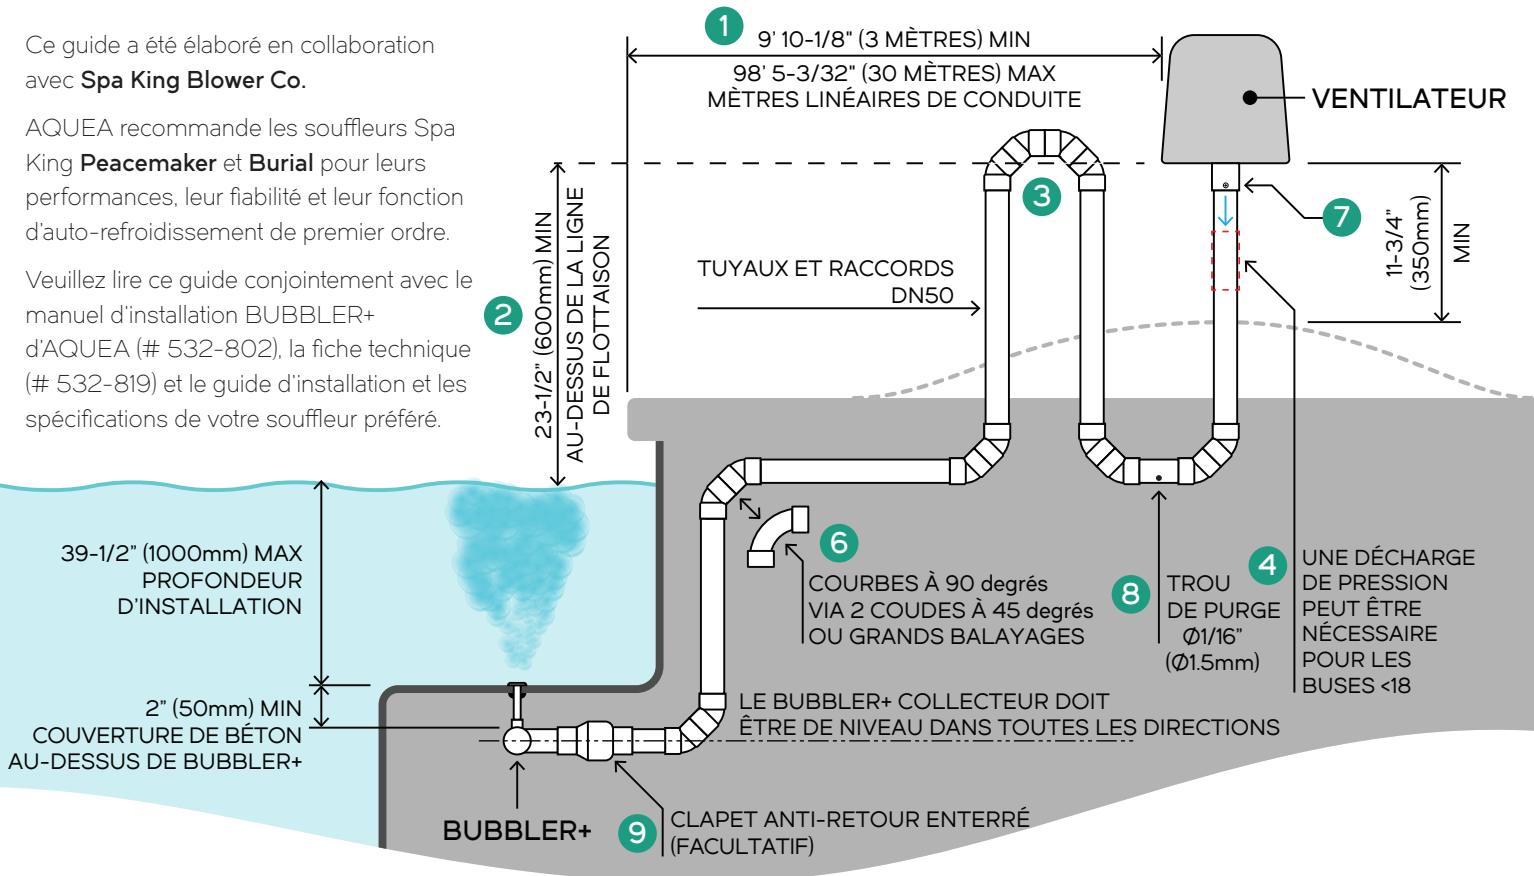 Ce guide a été élaboré en collaboration
avec Spa King Blower Co.
AQUEA recommande les souffleurs Spa
King Peacemaker et Burial pour leurs
performances, leur fiabilité et leur fonction
d'auto-refroidissement de premier ordre.
Veuillez lire ce guide conjointement avec le
manuel d'installation BUBBLER+
d'AQUEA (# 532-802), la fiche technique
(# 532-819) et le guide d'installation et les
spécifications de votre souffleur préféré.
1
9' 10-1/8" (3 MÈTRES) MIN
98' 5-3/32" (30 MÈTRES) MAX
MÈTRES LINÉAIRES DE CONDUITE
VENTILATEUR
2
23-1/2" (600mm) MIN
AU-DESSUS DE LA LIGNE
DE FLOTTAISON
3
TUYAUX ET RACCORDS
DN50
7
11-3/4"
(350mm)
MIN
39-1/2" (1000mm) MAX
PROFONDEUR
D'INSTALLATION
6
COURBES À 90 degrés
VIA 2 COUDES À 45 degrés
OU GRANDS BALAYAGES
8
TROU
DE PURGE
Ø1/16"
(Ø1.5mm)
4
UNE DÉCHARGE
DE PRESSION
PEUT ÊTRE
NÉCESSAIRE
POUR LES
BUSES <18
2" (50mm) MIN
COUVERTURE DE BÉTON
AU-DESSUS DE BUBBLER+
LE BUBBLER+ COLLECTEUR DOIT
ÊTRE DE NIVEAU DANS TOUTES LES DIRECTIONS
BUBBLER+
9
CLAPET ANTI-RETOUR ENTERRÉ
(FACULTATIF)